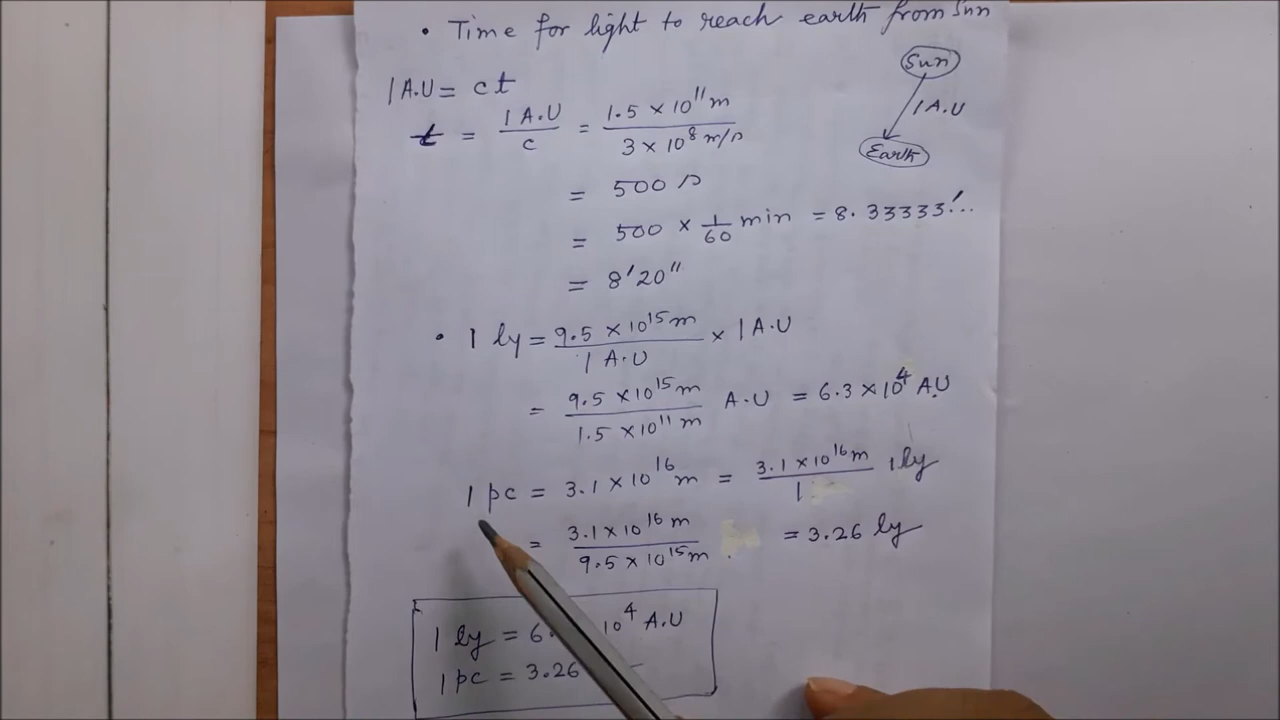 • Time for light to reach earth from Sun
Sun
1 A.U
Earth
1 A.U = ct
t = 1 A.U / c = 1.5 × 10¹¹ m / 3 × 10⁸ m/s
= 500 s
= 500 × 1/60 min = 8.33333'...
= 8'20"
• 1 ly = 9.5 × 10¹⁵ m / 1 A.U × 1 A.U
= 9.5 × 10¹⁵ m / 1.5 × 10¹¹ m A.U = 6.3 × 10⁴ A.U
1 pc = 3.1 × 10¹⁶ m = 3.1 × 10¹⁶ m / 1 1 ly
= 3.1 × 10¹⁶ m / 9.5 × 10¹⁵ m = 3.26 ly
1 ly = 6. 10⁴ A.U
1 pc = 3.26